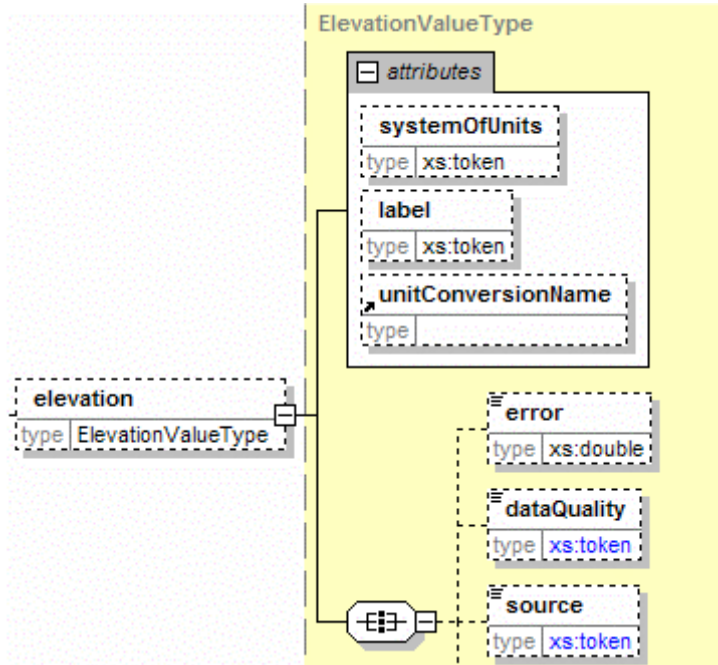 ElevationValueType
attributes
systemOfUnits
type xs:token
label
type xs:token
unitConversionName
type
elevation
type ElevationValueType
error
type xs:double
dataQuality
type xs:token
source
type xs:token